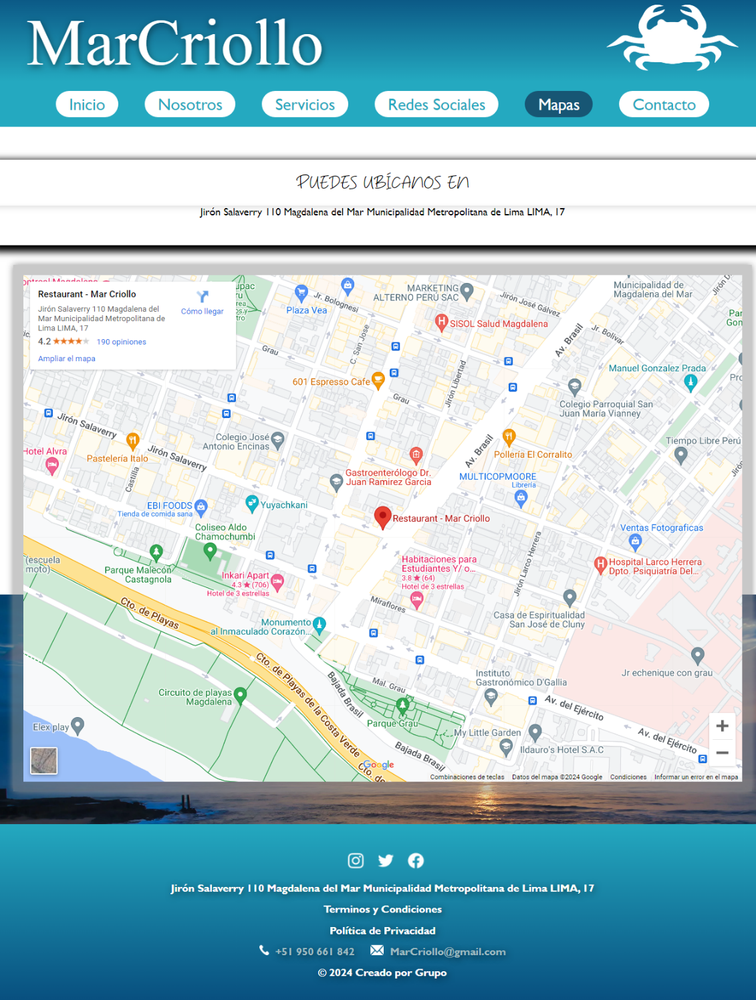 MarCriollo
Inicio
Nosotros
Servicios
Redes Sociales
Mapas
Contacto
PUEDES UBÍCANOS EN
Jirón Salaverry 110 Magdalena del Mar Municipalidad Metropolitana de Lima LIMA, 17
Restaurant - Mar Criollo
Jirón Salaverry 110 Magdalena del
Mar Municipalidad Metropolitana de
Lima LIMA, 17
4.2
190 opiniones
Ampliar el mapa
Cómo llegar
Plaza Vea
Jr. Bolognesi
MARKETING
ALTERNO PERÚ SAC
Municipalidad de
Magdalena del Mar
Jirón José Gálvez
SISOL Salud Magdalena
Av. Brasil
Jr. Bolivar
C. San Jose
Grau
601 Espresso Cafe
Grau
Jirón Libertad
Manuel Gonzalez Prada
Colegio Parroquial San
Juan María Vianney
Jirón Salaverry
Colegio José
Antonio Encinas
Tiempo Libre Perú
Hotel Alvra
Pastelería Italo
Jirón Salaverry
Av. Brasil
Pollería El Corralito
Castilla
Gastroenterólogo Dr.
Juan Ramirez Garcia
MULTICOPMOORE
Librería
EBI FOODS
Tienda de comida sana
Yuyachkani
Restaurant - Mar Criollo
Coliseo Aldo
Chamochumbi
Ventas Fotograficas
Jirón Larco Herrera
(escuela
moto)
Parque Malecón
Castagnola
Inkari Apart
4.3 ★ (706)
Hotel de 3 estrellas
Habitaciones para
Estudiantes Y/ o...
3.8 ★ (64)
Hotel de 3 estrellas
Hospital Larco Herrera
Dpto. Psiquiatría Del...
Miraflores
Cto. de Playas
Monumento
al Inmaculado Corazón...
Casa de Espiritualidad
San José de Cluny
Cto. de Playas de la Costa Verde
Bajada Brasil
Mal. Grau
Instituto
Gastronómico D'Gallia
Jr echenique con grau
Circuito de playas
Magdalena
Av. del Ejército
Elex play
Parque Grau
My Little Garden
Av. del Ejército
Bajada Brasil
Ildauro's Hotel S.A.C
Google
Combinaciones de teclas
Datos del mapa ©2024 Google
Condiciones
Informar un error en el mapa
Jirón Salaverry 110 Magdalena del Mar Municipalidad Metropolitana de Lima LIMA, 17
Terminos y Condiciones
Política de Privacidad
+51 950 661 842 MarCriollo@gmail.com
© 2024 Creado por Grupo